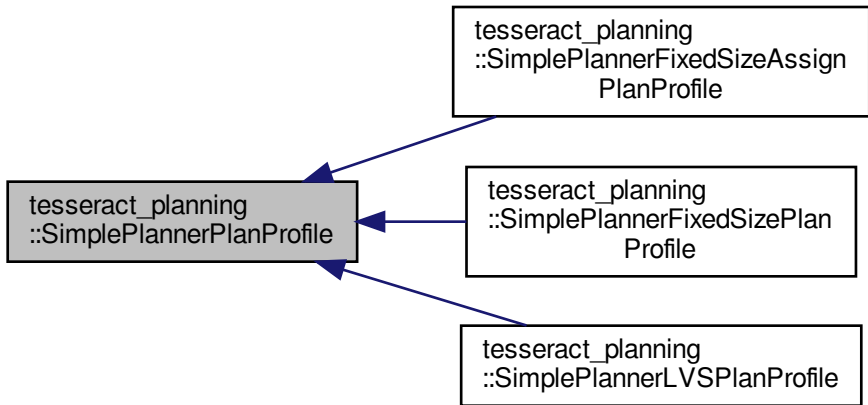 tesseract_planning
::SimplePlannerFixedSizeAssign
PlanProfile
tesseract_planning
::SimplePlannerPlanProfile
tesseract_planning
::SimplePlannerFixedSizePlan
Profile
tesseract_planning
::SimplePlannerLVSPlanProfile